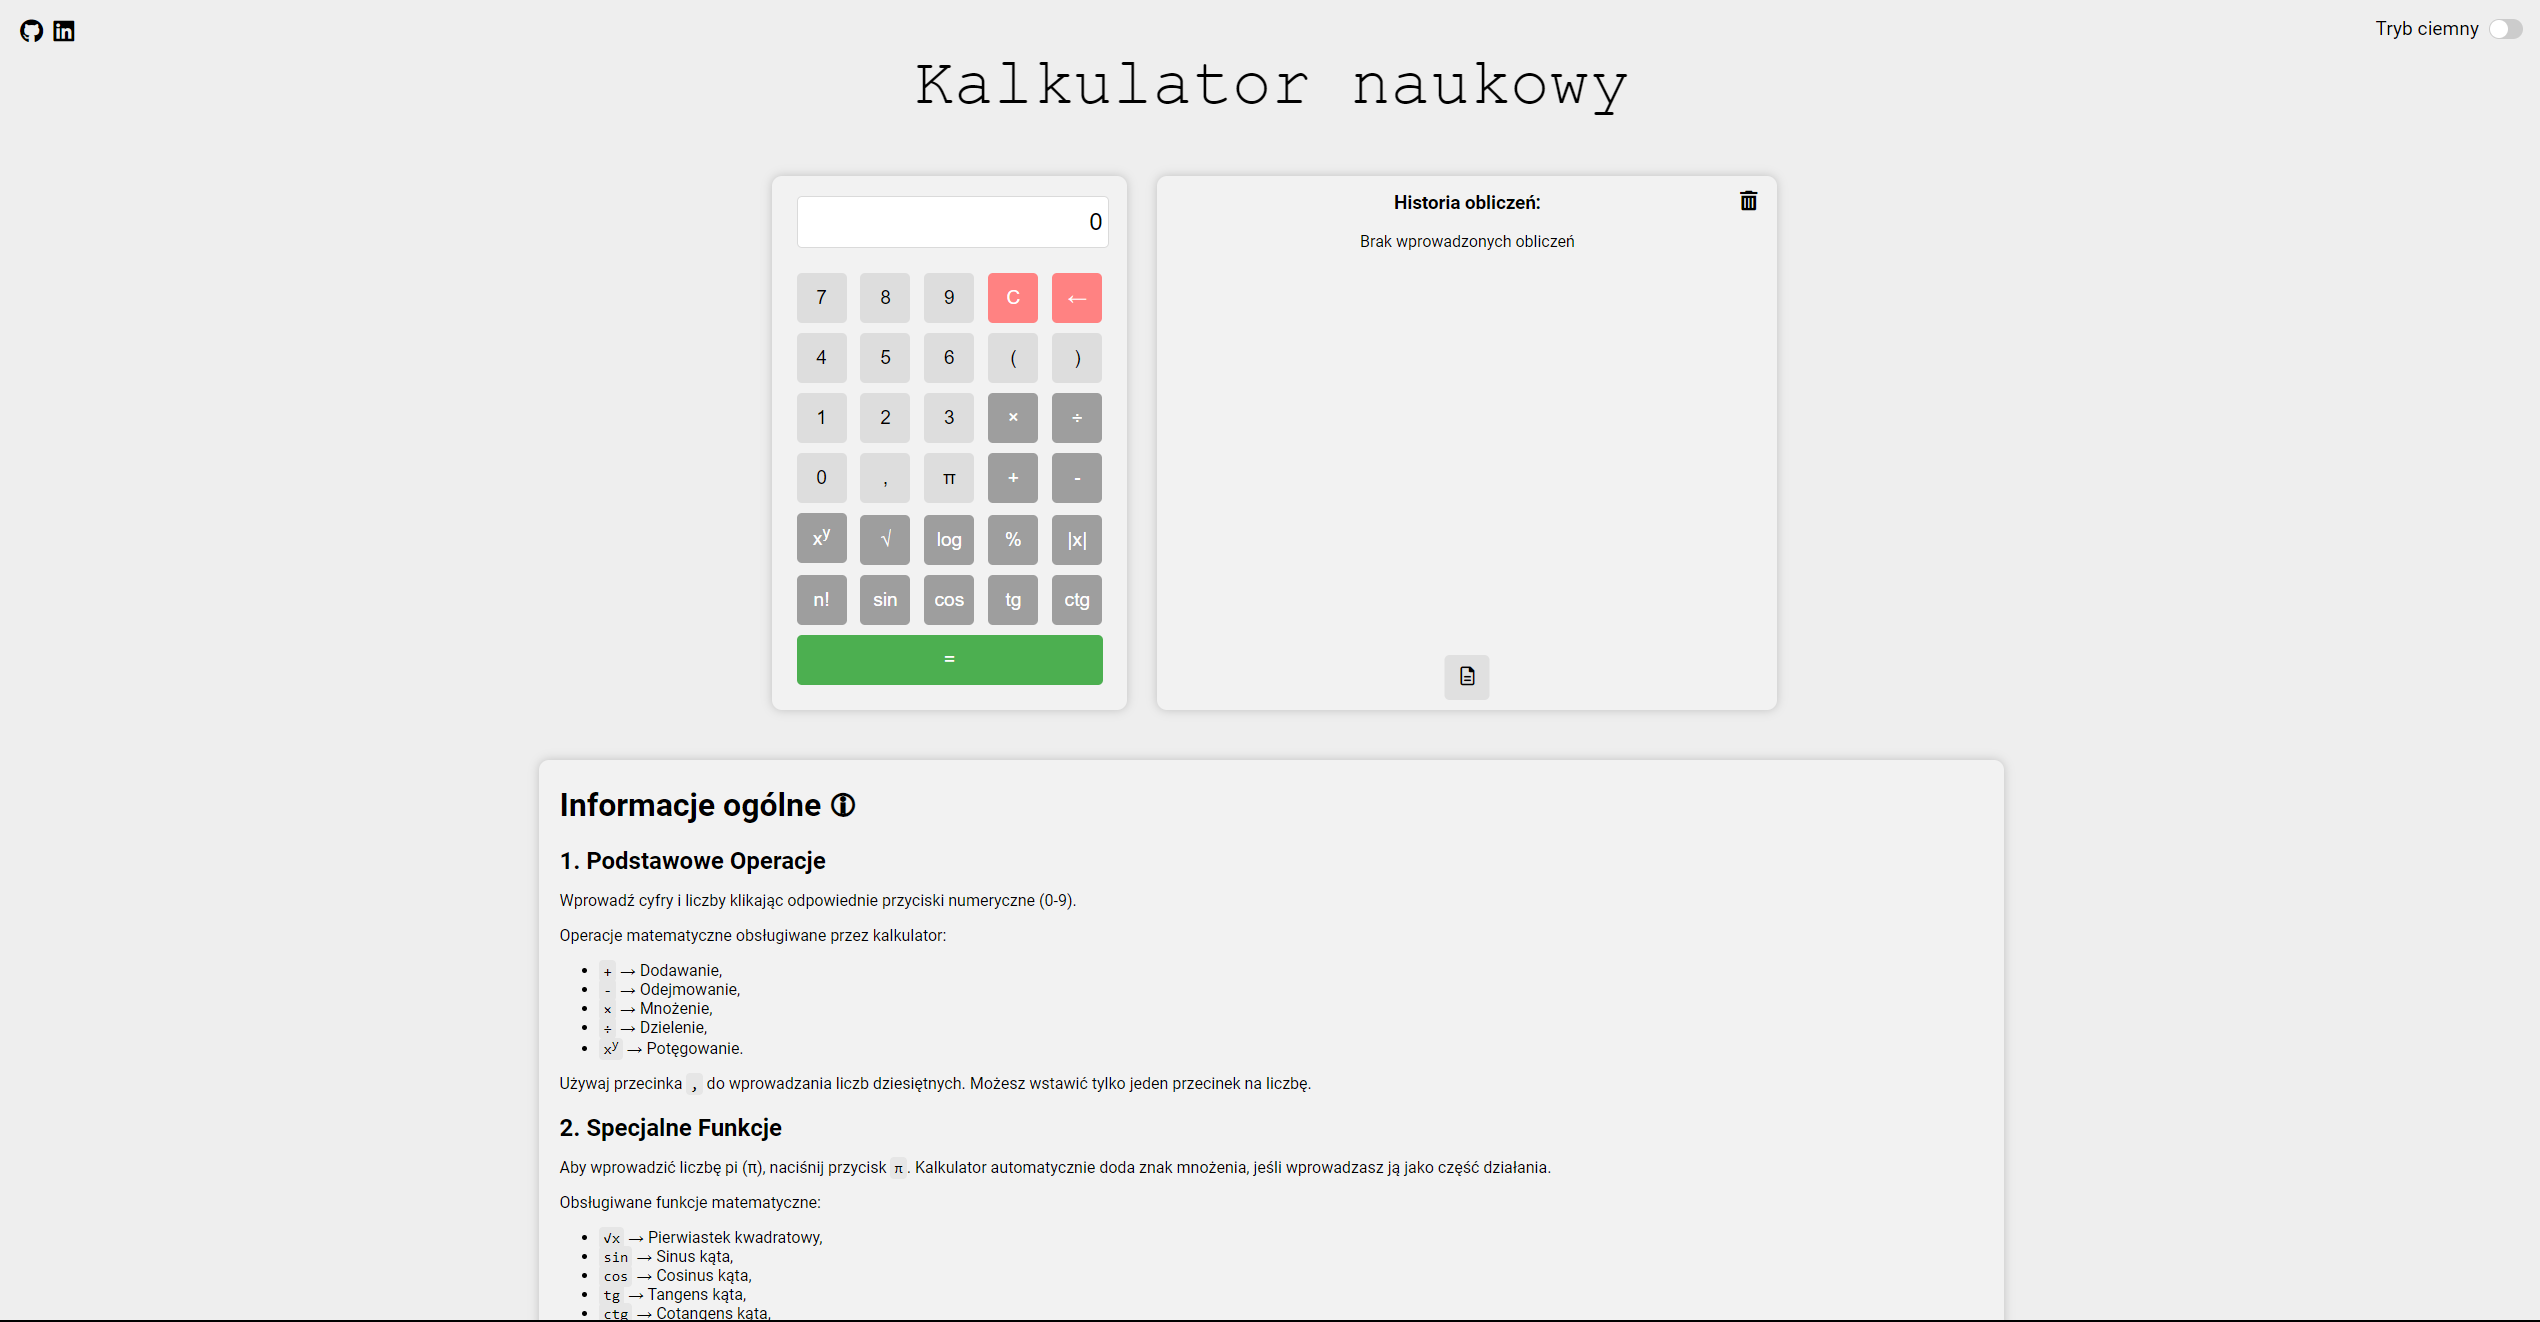 Tryb ciemny
Kalkulator naukowy
0
7 8 9 C ←
4 5 6 ( )
1 2 3 × ÷
0 , π + -
xʸ √ log % |x|
n! sin cos tg ctg
=
Historia obliczeń:
Brak wprowadzonych obliczeń
Informacje ogólne
1. Podstawowe Operacje
Wprowadź cyfry i liczby klikając odpowiednie przyciski numeryczne (0-9).
Operacje matematyczne obsługiwane przez kalkulator:
• + → Dodawanie,
• - → Odejmowanie,
• × → Mnożenie,
• ÷ → Dzielenie,
• xʸ → Potęgowanie.
Używaj przecinka , do wprowadzania liczb dziesiętnych. Możesz wstawić tylko jeden przecinek na liczbę.
2. Specjalne Funkcje
Aby wprowadzić liczbę pi (π), naciśnij przycisk π. Kalkulator automatycznie doda znak mnożenia, jeśli wprowadzasz ją jako część działania.
Obsługiwane funkcje matematyczne:
• √x → Pierwiastek kwadratowy,
• sin → Sinus kąta,
• cos → Cosinus kąta,
• tg → Tangens kąta,
• ctg → Cotangens kąta,